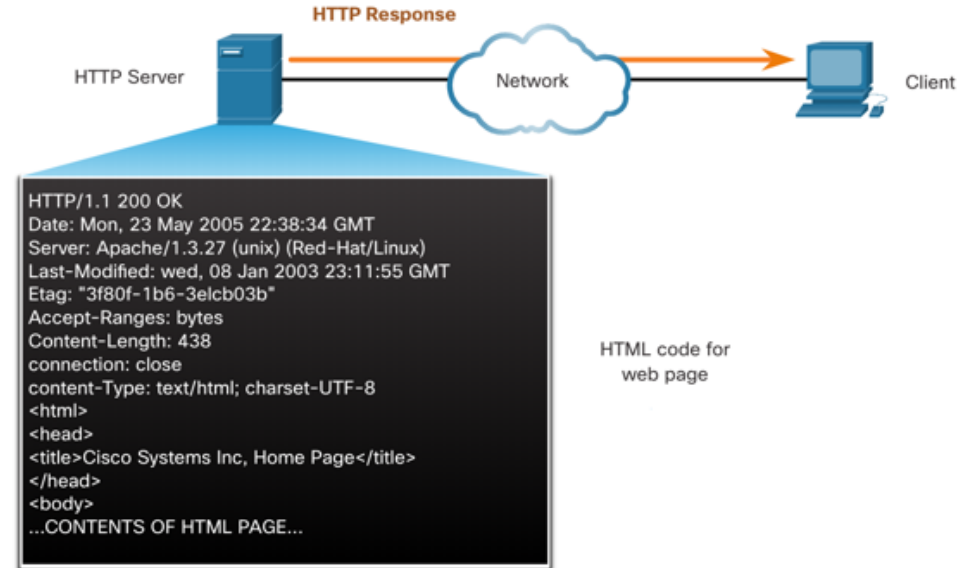 HTTP Response
HTTP Server
Network
Client
HTTP/1.1 200 OK
Date: Mon, 23 May 2005 22:38:34 GMT
Server: Apache/1.3.27 (unix) (Red-Hat/Linux)
Last-Modified: wed, 08 Jan 2003 23:11:55 GMT
Etag: "3f80f-1b6-3elcb03b"
Accept-Ranges: bytes
Content-Length: 438
connection: close
content-Type: text/html; charset-UTF-8
<html>
<head>
<title>Cisco Systems Inc, Home Page</title>
</head>
<body>
...CONTENTS OF HTML PAGE...
HTML code for
web page